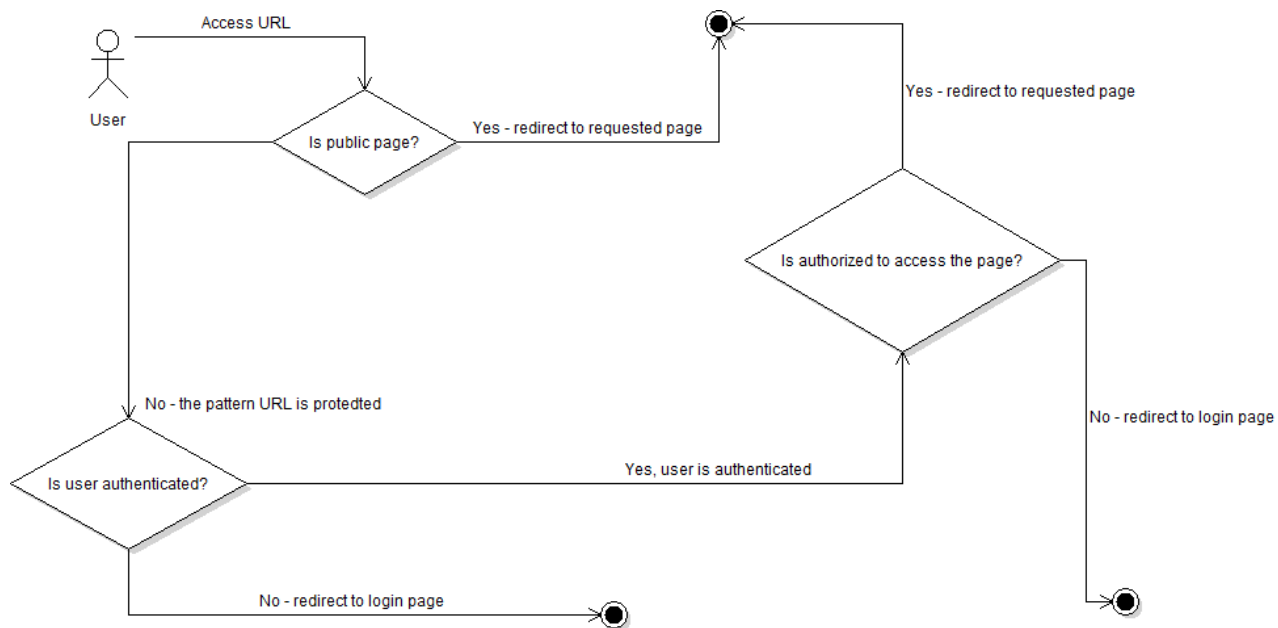 Access URL
User
Is public page?
Yes - redirect to requested page
Yes - redirect to requested page
Is authorized to access the page?
No - the pattern URL is protedted
No - redirect to login page
Is user authenticated?
Yes, user is authenticated
No - redirect to login page